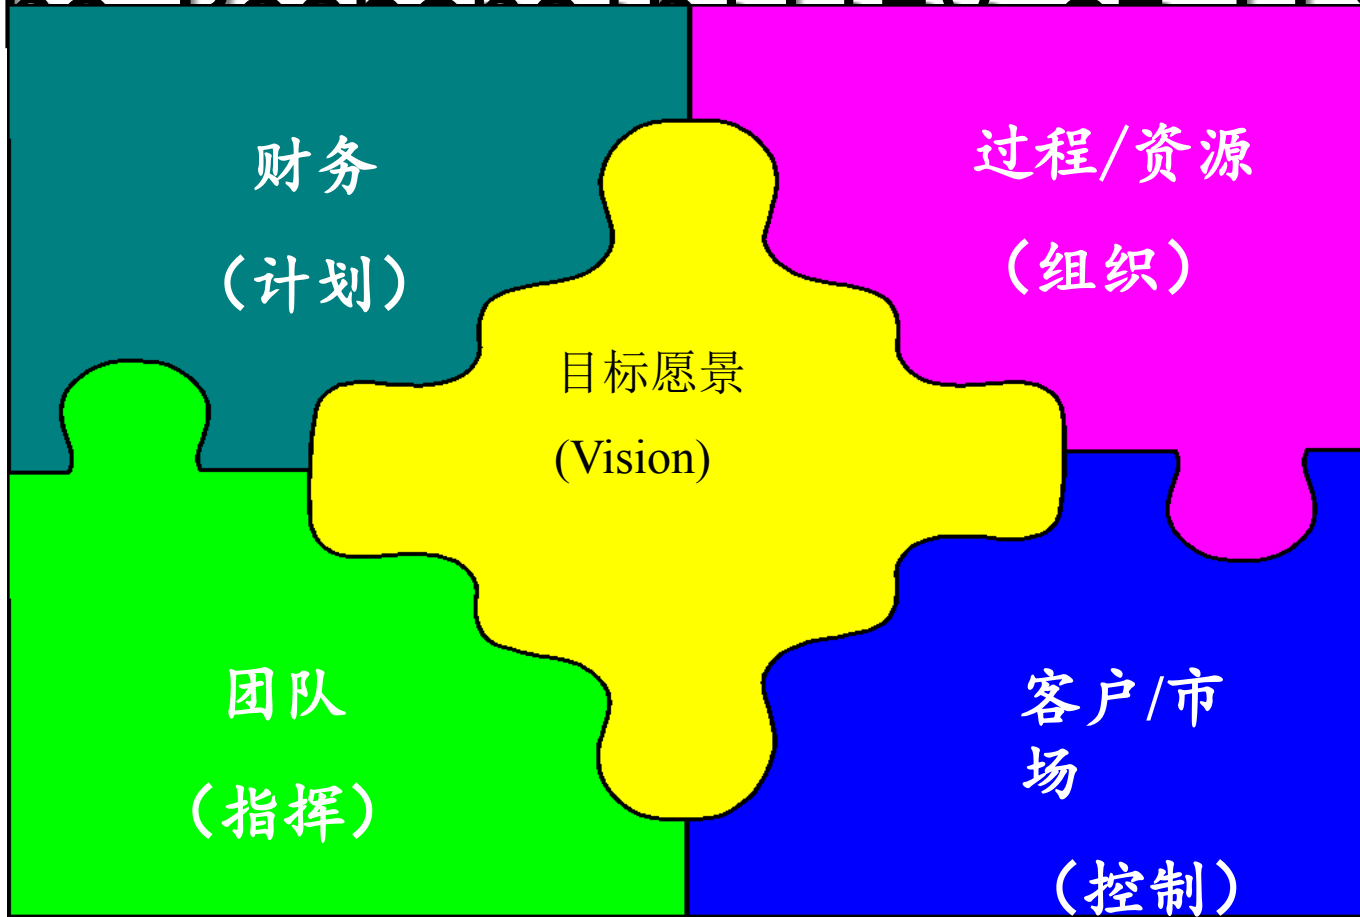 财务
（计划）
过程/资源
（组织）
目标愿景
(Vision)
团队
（指挥）
客户/市
场
（控制）